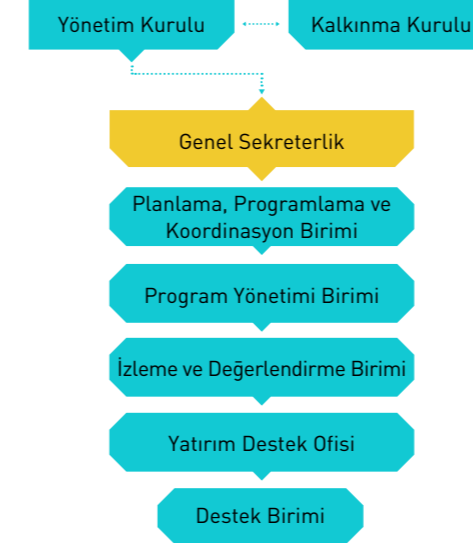 Yönetim Kurulu
Kalkınma Kurulu
Genel Sekreterlik
Planlama, Programlama ve
Koordinasyon Birimi
Program Yönetimi Birimi
İzleme ve Değerlendirme Birimi
Yatırım Destek Ofisi
Destek Birimi